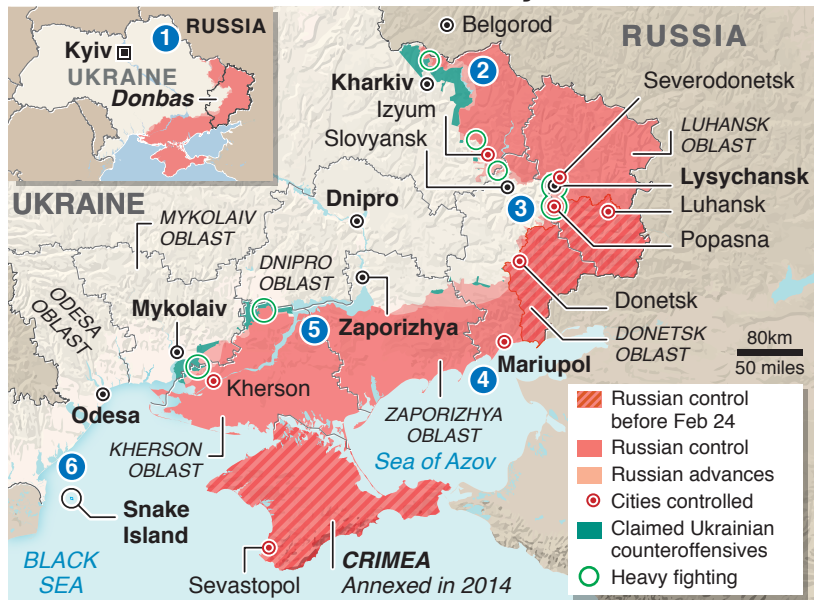 1
RUSSIA
Kyiv
UKRAINE
Donbas
Belgorod
RUSSIA
2
Kharkiv
Severodonetsk
Izyum
Slovyansk
LUHANSK
OBLAST
Lysychansk
UKRAINE
Dnipro
3
Luhansk
MYKOLAIV
OBLAST
Popasna
DNIPRO
OBLAST
ODESA
OBLAST
Mykolaiv
Donetsk
5
Zaporizhya
DONETSK
OBLAST
80km
50 miles
Mariupol
4
Kherson
Odesa
ZAPORIZHYA
OBLAST
KHERSON
OBLAST
Sea of Azov
6
Snake
Island
BLACK
SEA
CRIMEA
Annexed in 2014
Sevastopol
Russian control
before Feb 24
Russian control
Russian advances
Cities controlled
Claimed Ukrainian
counteroffensives
Heavy fighting